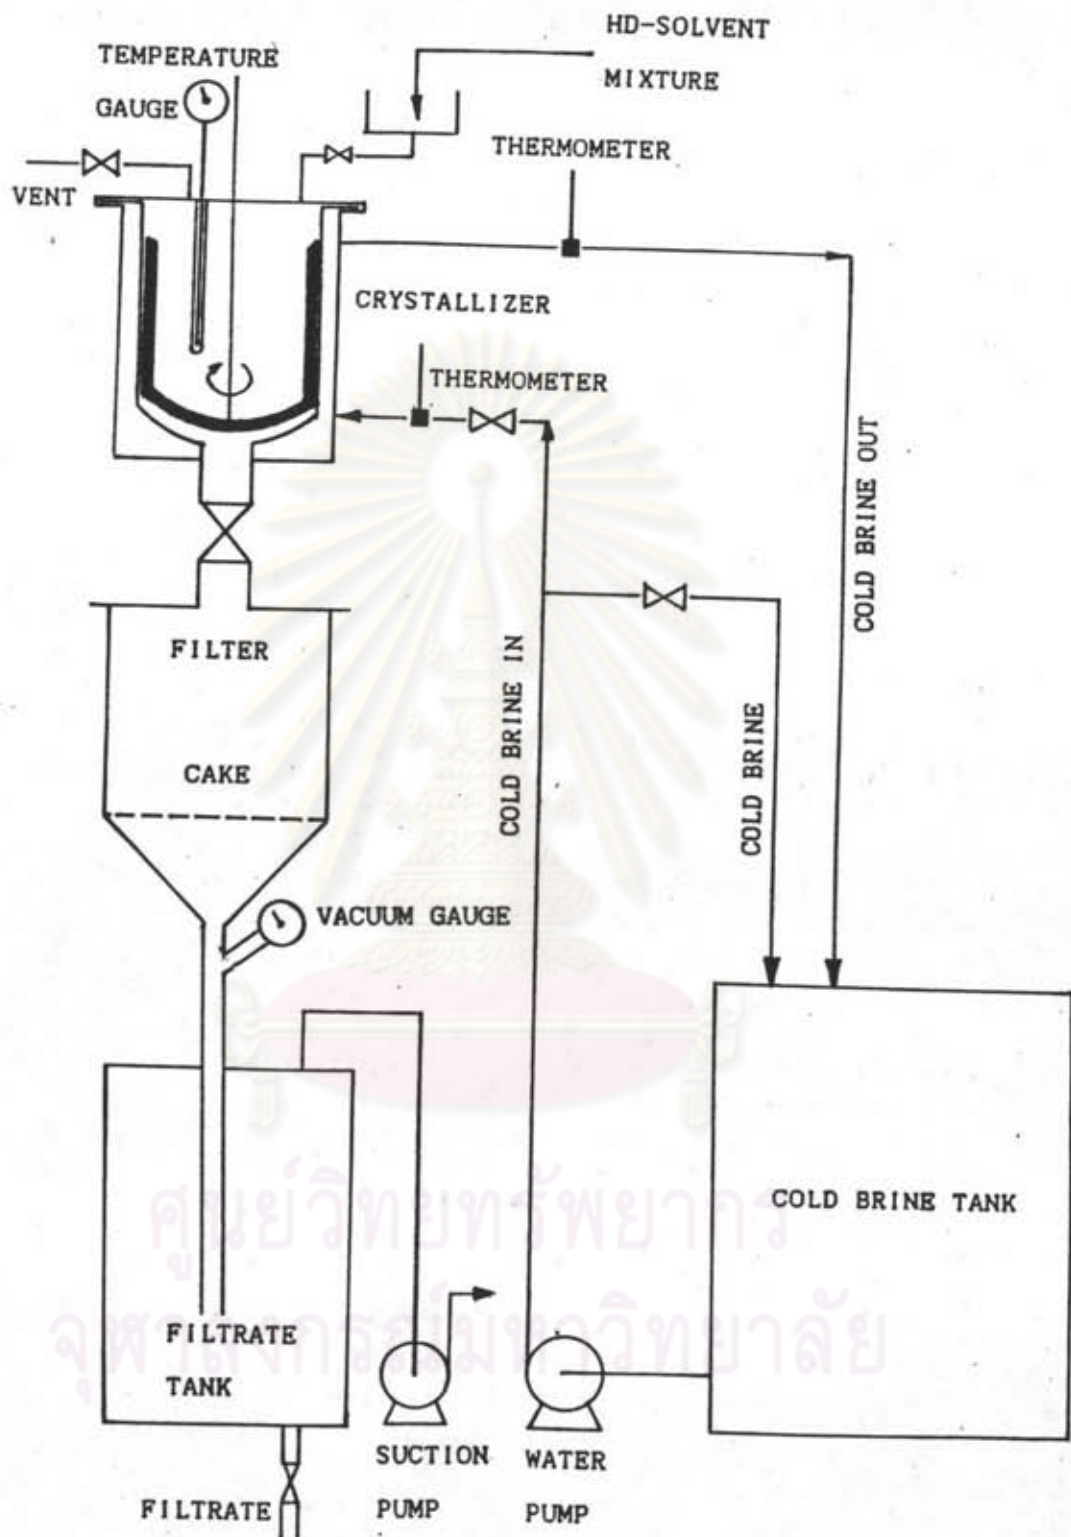 HD-SOLVENT
MIXTURE
TEMPERATURE
GAUGE
THERMOMETER
VENT
CRYSTALLIZER
THERMOMETER
COLD BRINE OUT
FILTER
COLD BRINE IN
COLD BRINE
CAKE
VACUUM GAUGE
ศูนย์วิทยทรัพยากร
COLD BRINE TANK
จุฬาลงกรณ์มหาวิทยาลัย
FILTRATE
TANK
SUCTION
PUMP
WATER
PUMP
FILTRATE